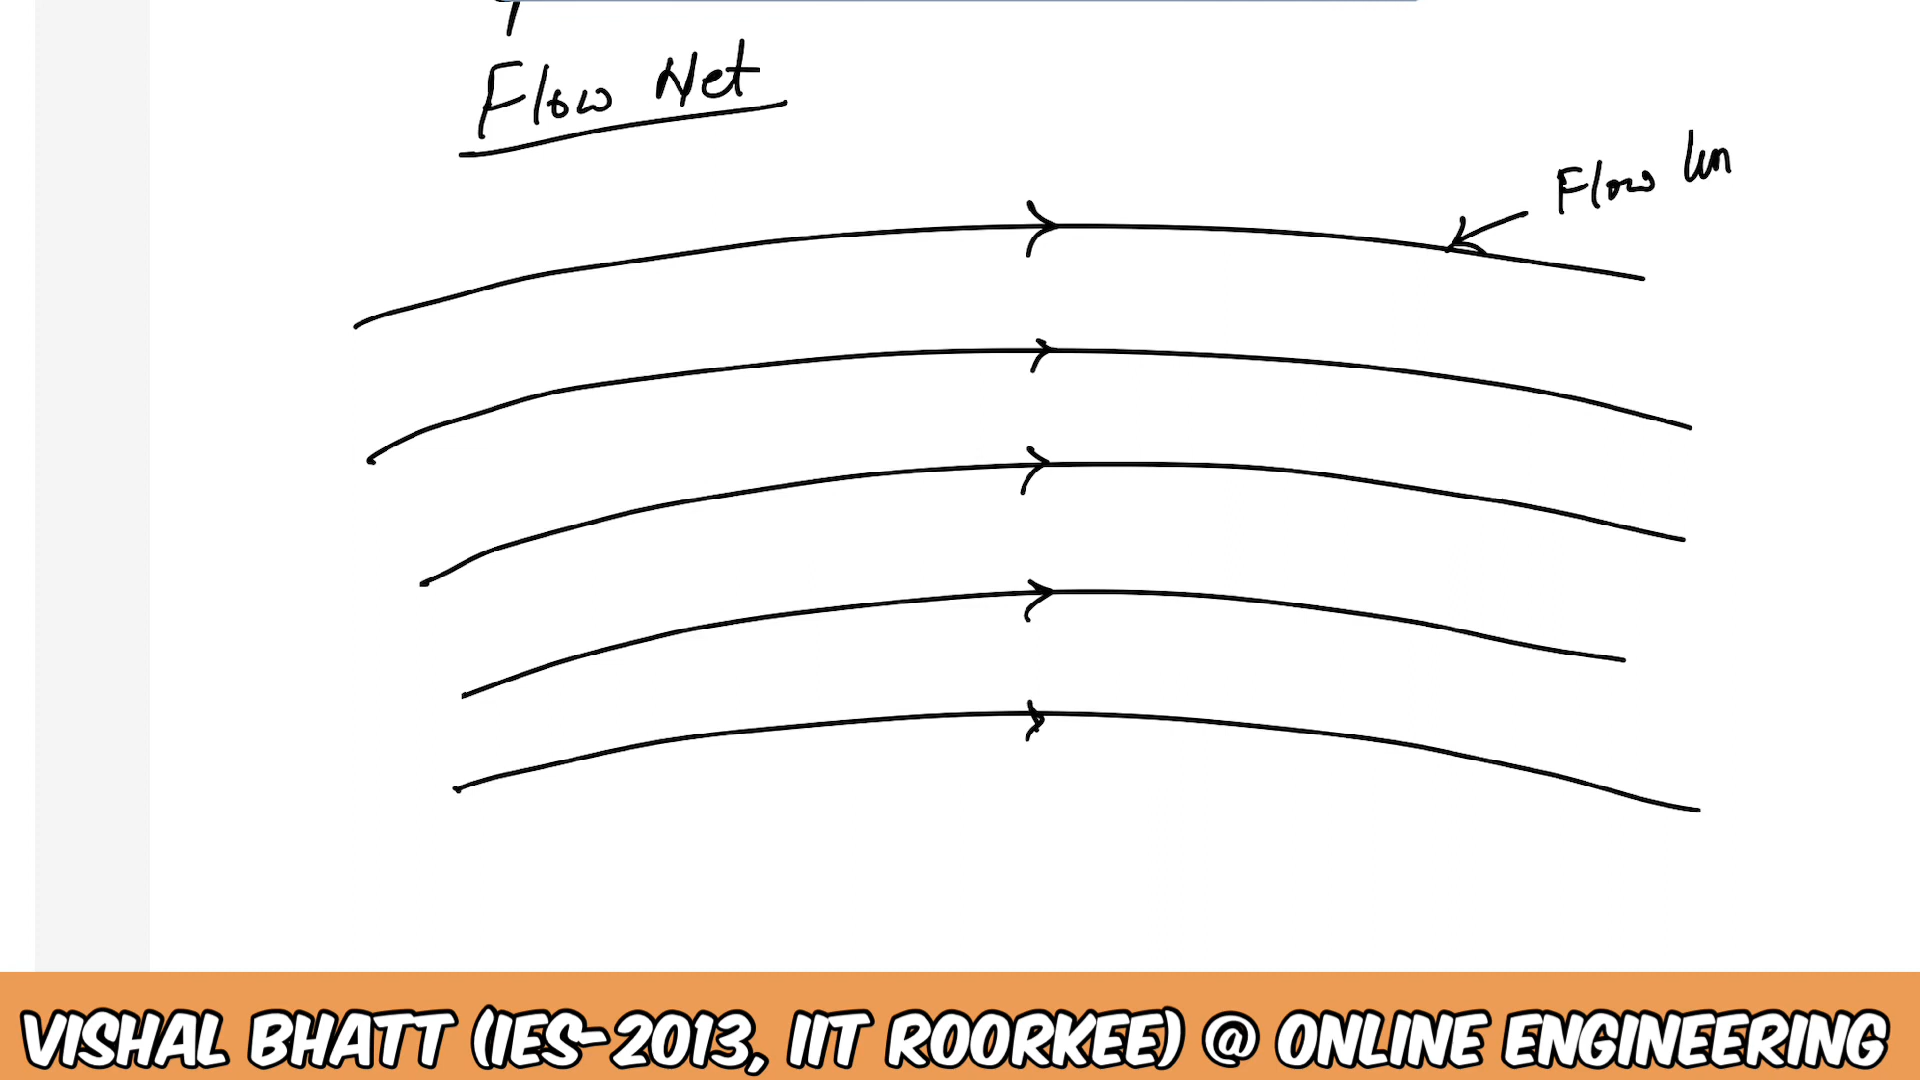 Flow Net
Flow lin
VISHAL BHATT (IES-2013, IIT ROORKEE) @ ONLINE ENGINEERING